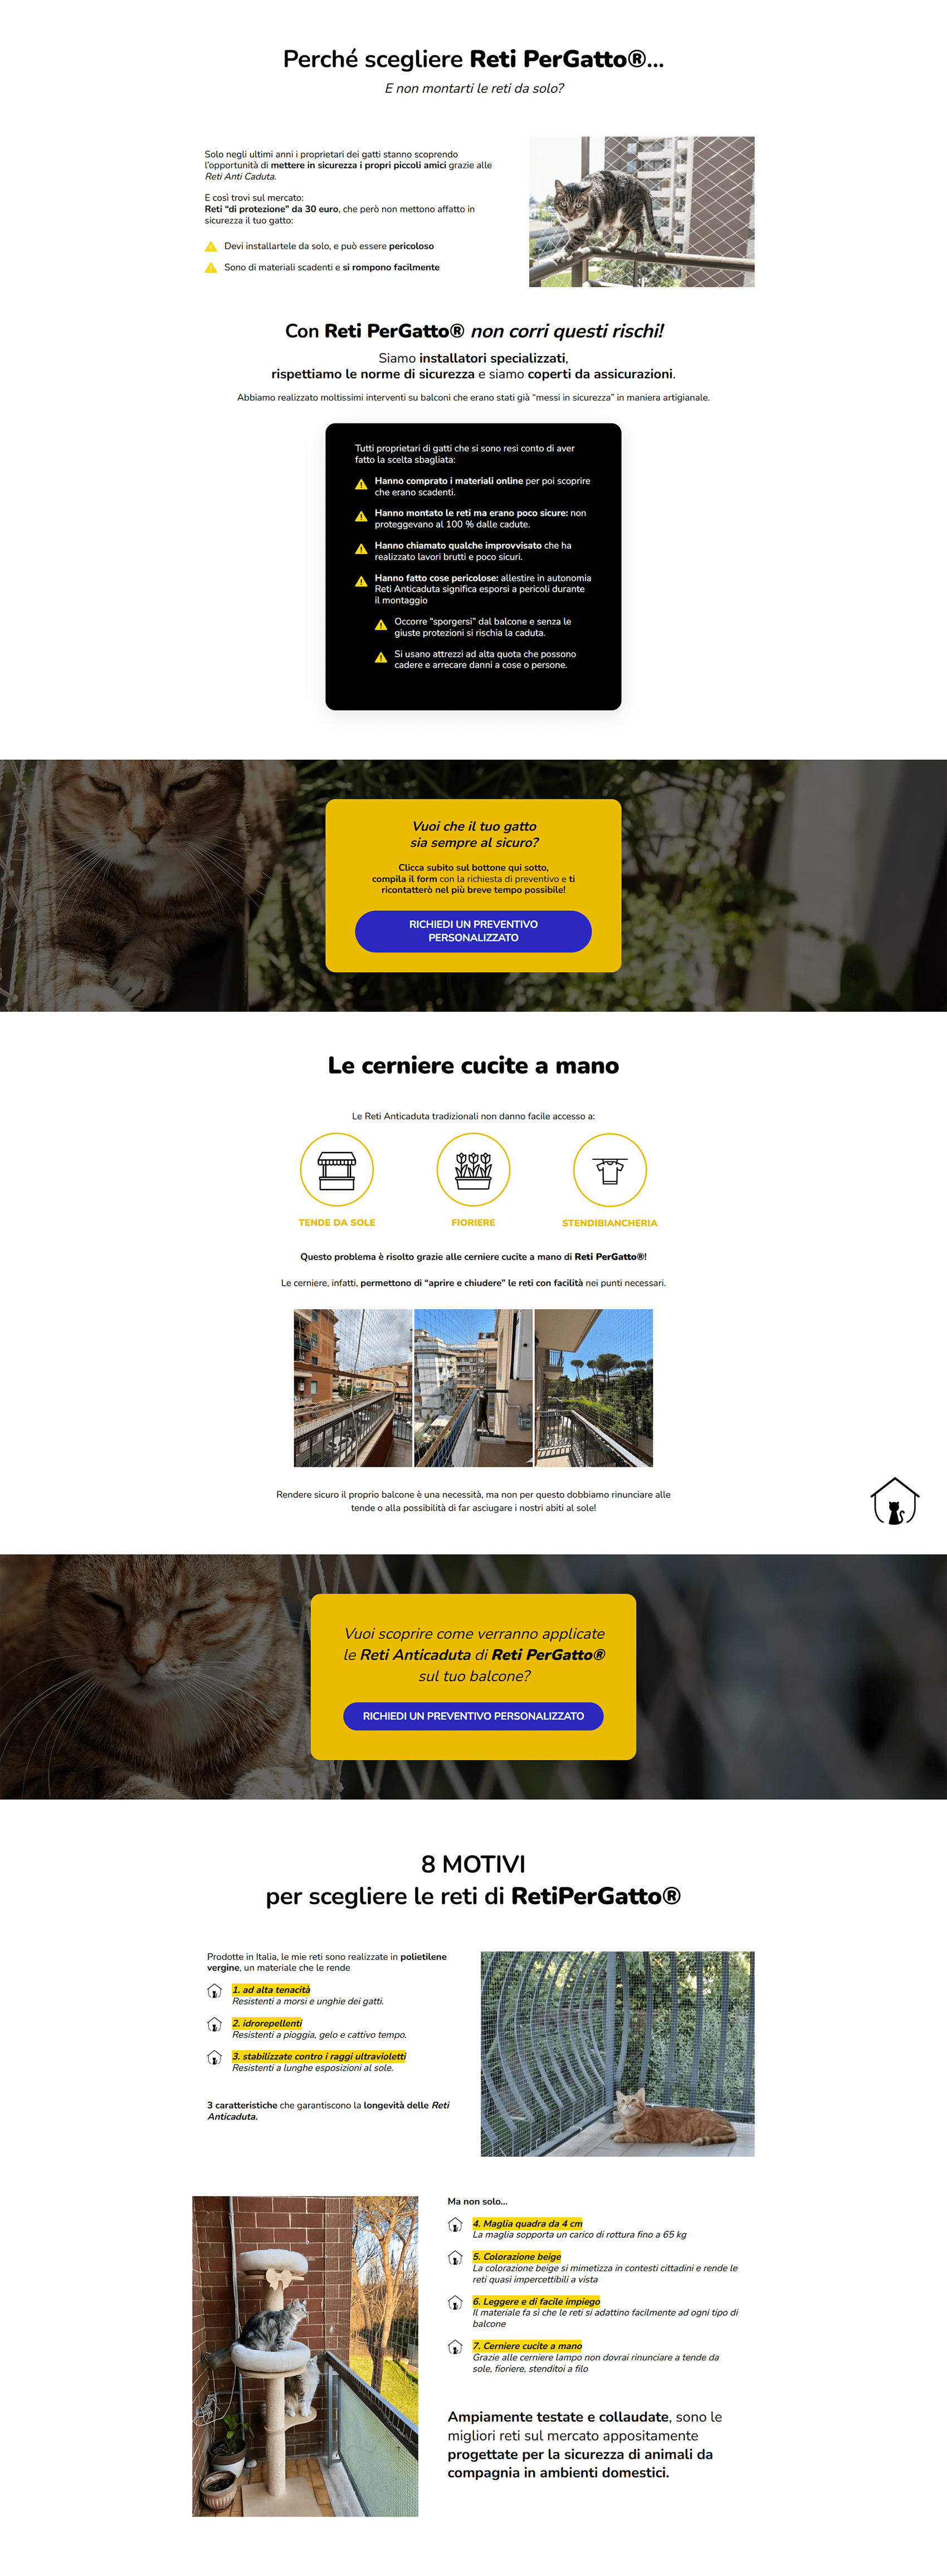 Perché scegliere Reti PerGatto®...
E non montarti le reti da solo?
Solo negli ultimi anni i proprietari dei gatti stanno scoprendo
l'opportunità di mettere in sicurezza i propri piccoli amici grazie alle
Reti Anti Caduta.
E così trovi sul mercato:
Reti “di protezione” da 30 euro, che però non mettono affatto in
sicurezza il tuo gatto:
Devi installartele da solo, e può essere pericoloso
Sono di materiali scadenti e si rompono facilmente
Con Reti PerGatto® non corri questi rischi!
Siamo installatori specializzati,
rispettiamo le norme di sicurezza e siamo coperti da assicurazioni.
Abbiamo realizzato moltissimi interventi su balconi che erano stati già “messi in sicurezza” in maniera artigianale.
Tutti proprietari di gatti che si sono resi conto di aver
fatto la scelta sbagliata:
Hanno comprato i materiali online per poi scoprire
che erano scadenti.
Hanno montato le reti ma erano poco sicure: non
proteggevano al 100 % dalle cadute.
Hanno chiamato qualche improvvisato che ha
realizzato lavori brutti e poco sicuri.
Hanno fatto cose pericolose: allestire in autonomia
Reti Anticaduta significa esporsi a pericoli durante
il montaggio
Occorre “sporgersi” dal balcone e senza le
giuste protezioni si rischia la caduta.
Si usano attrezzi ad alta quota che possono
cadere e arrecare danni a cose o persone.
Vuoi che il tuo gatto
sia sempre al sicuro?
Clicca subito sul bottone qui sotto,
compila il form con la richiesta di preventivo e ti
ricontatterò nel più breve tempo possibile!
RICHIEDI UN PREVENTIVO
PERSONALIZZATO
Le cerniere cucite a mano
Le Reti Anticaduta tradizionali non danno facile accesso a:
TENDE DA SOLE
FIORIERE
STENDIBIANCHERIA
Questo problema è risolto grazie alle cerniere cucite a mano di Reti PerGatto®!
Le cerniere, infatti, permettono di “aprire e chiudere” le reti con facilità nei punti necessari.
Rendere sicuro il proprio balcone è una necessità, ma non per questo dobbiamo rinunciare alle
tende o alla possibilità di far asciugare i nostri abiti al sole!
Vuoi scoprire come verranno applicate
le Reti Anticaduta di Reti PerGatto®
sul tuo balcone?
RICHIEDI UN PREVENTIVO PERSONALIZZATO
8 MOTIVI
per scegliere le reti di RetiPerGatto®
Prodotte in Italia, le mie reti sono realizzate in polietilene
vergine, un materiale che le rende
1. ad alta tenacità
Resistenti a morsi e unghie dei gatti.
2. idrorepellenti
Resistenti a pioggia, gelo e cattivo tempo.
3. stabilizzate contro i raggi ultravioletti
Resistenti a lunghe esposizioni al sole.
3 caratteristiche che garantiscono la longevità delle Reti
Anticaduta.
Ma non solo...
4. Maglia quadra da 4 cm
La maglia sopporta un carico di rottura fino a 65 kg
5. Colorazione beige
La colorazione beige si mimetizza in contesti cittadini e rende le
reti quasi impercettibili a vista
6. Leggere e di facile impiego
Il materiale fa sì che le reti si adattino facilmente ad ogni tipo di
balcone
7. Cerniere cucite a mano
Grazie alle cerniere lampo non dovrai rinunciare a tende da
sole, fioriere, stenditoi a filo
Ampiamente testate e collaudate, sono le
migliori reti sul mercato appositamente
progettate per la sicurezza di animali da
compagnia in ambienti domestici.